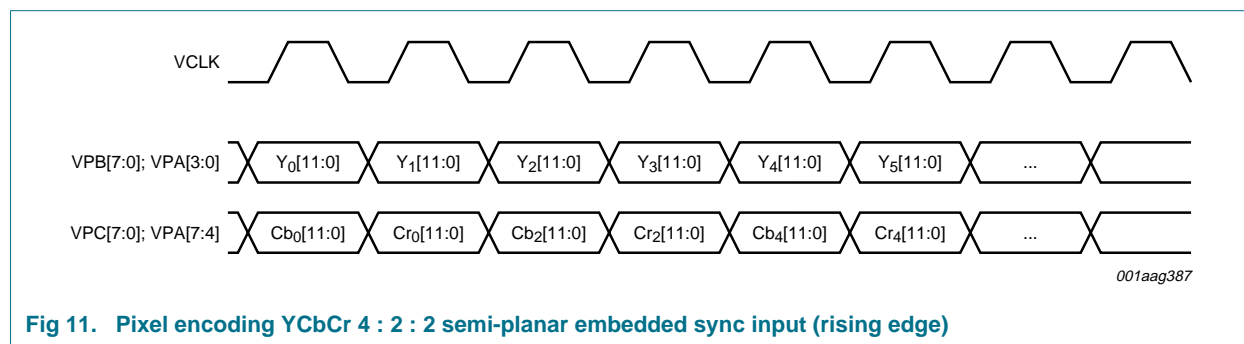 VCLK
VPB[7:0]; VPA[3:0] Y0[11:0] Y1[11:0] Y2[11:0] Y3[11:0] Y4[11:0] Y5[11:0] ...
VPC[7:0]; VPA[7:4] Cb0[11:0] Cr0[11:0] Cb2[11:0] Cr2[11:0] Cb4[11:0] Cr4[11:0] ...
001aag387
Fig 11. Pixel encoding YCbCr 4 : 2 : 2 semi-planar embedded sync input (rising edge)